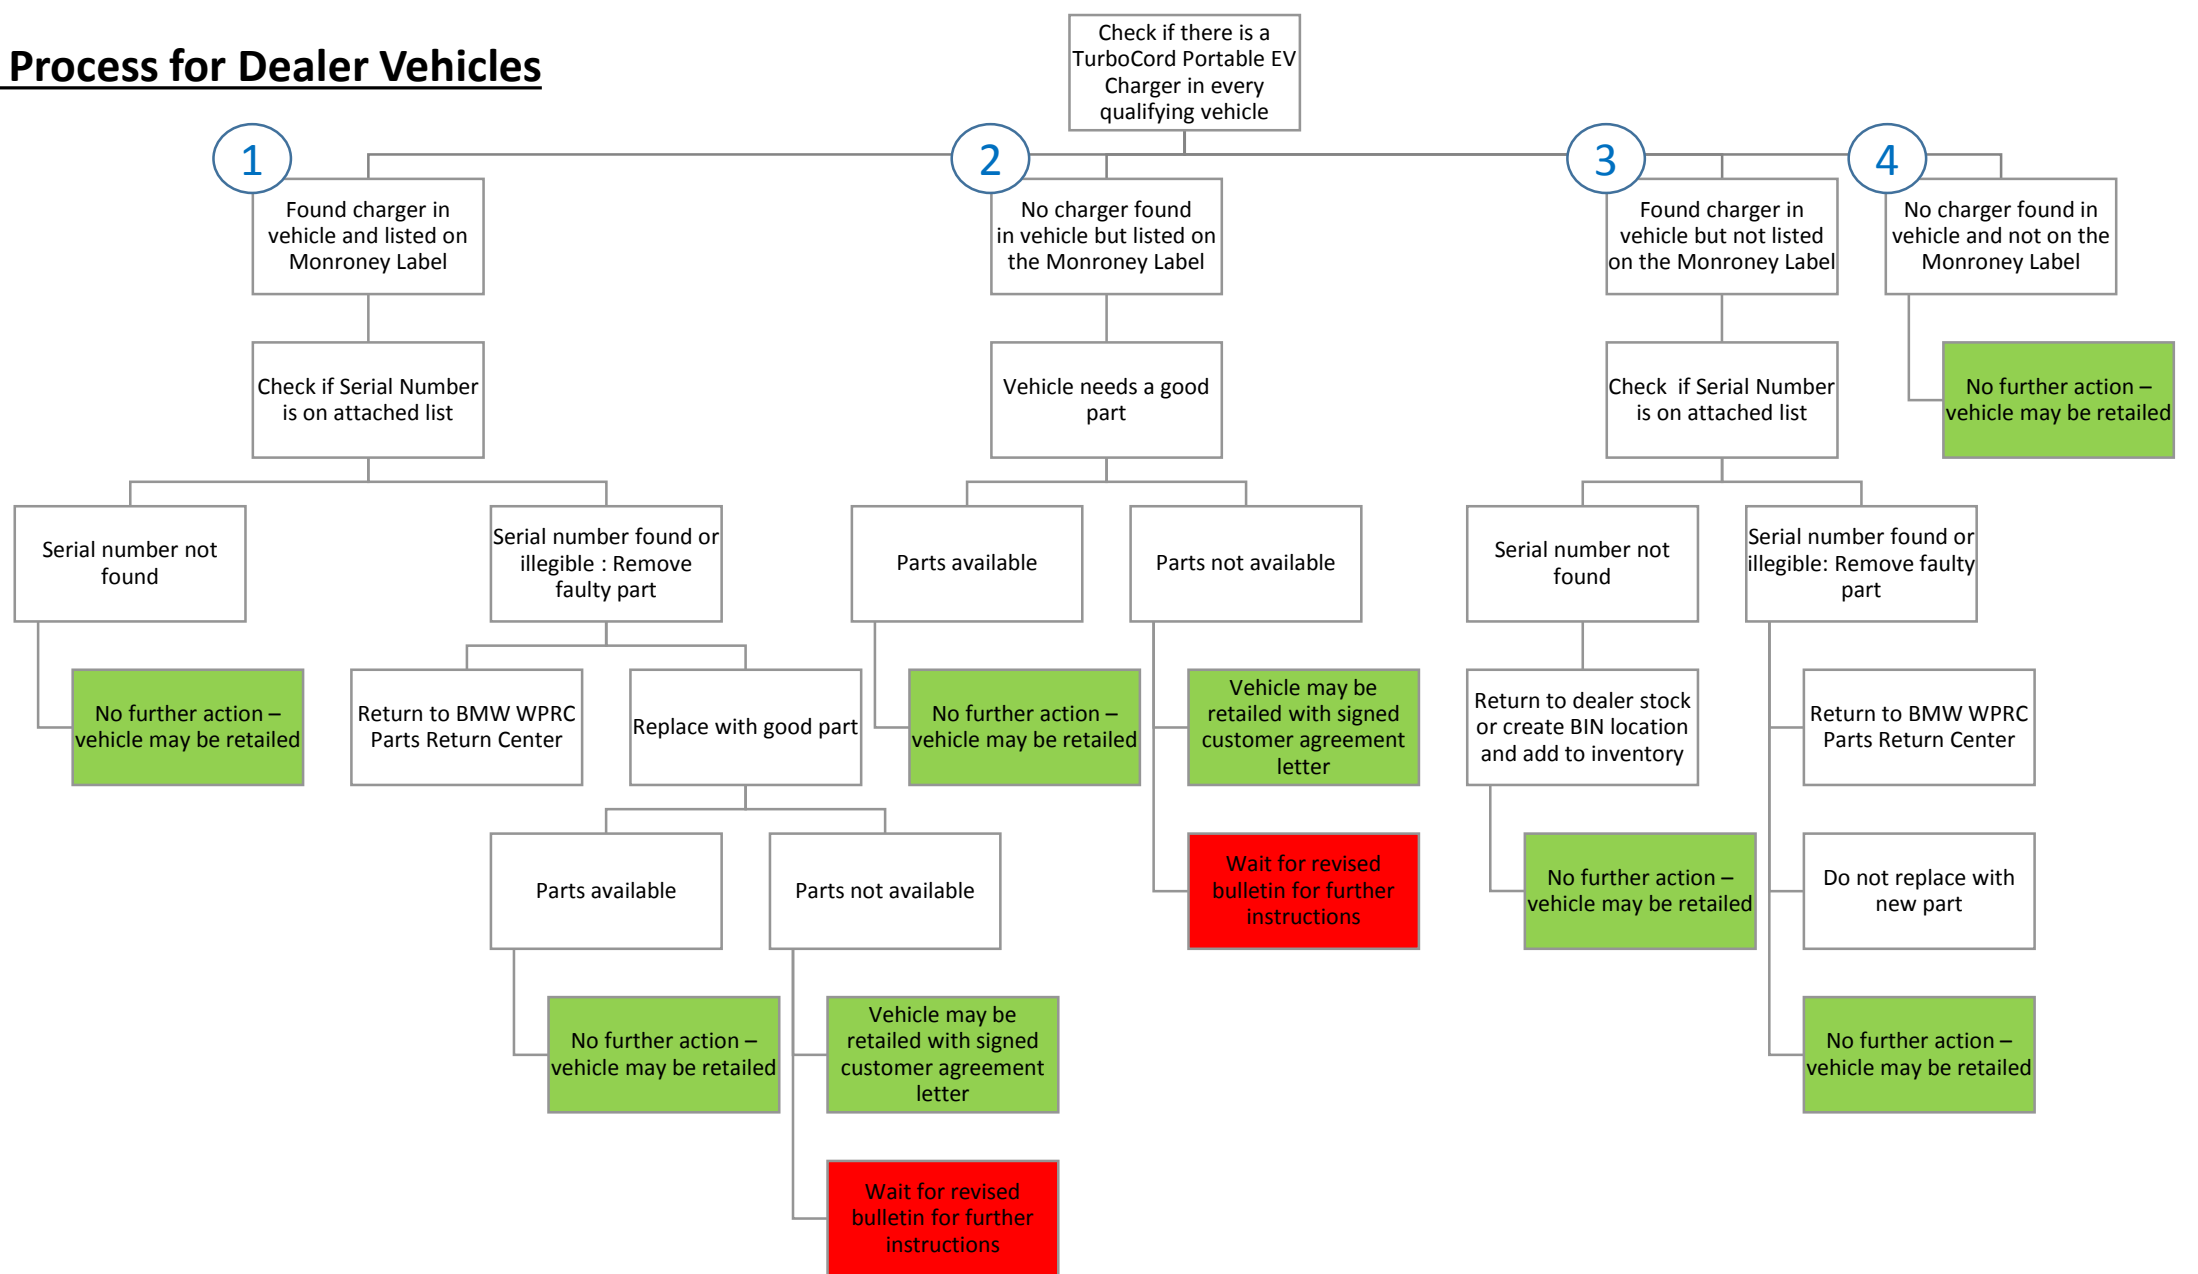 Process for Dealer Vehicles
Check if there is a
TurboCord Portable EV
Charger in every
qualifying vehicle
1
2
3
4
Found charger in
vehicle and listed on
Monroney Label
No charger found
in vehicle but listed on
the Monroney Label
Found charger in
vehicle but not listed
on the Monroney Label
No charger found in
vehicle and not on the
Monroney Label
Check if Serial Number
is on attached list
Vehicle needs a good
part
Check if Serial Number
is on attached list
No further action –
vehicle may be retailed
Serial number not
found
Serial number found or
illegible : Remove
faulty part
Parts available
Parts not available
Serial number not
found
Serial number found or
illegible: Remove faulty
part
No further action –
vehicle may be retailed
Return to BMW WPRC
Parts Return Center
Replace with good part
No further action –
vehicle may be retailed
Vehicle may be
retailed with signed
customer agreement
letter
Return to dealer stock
or create BIN location
and add to inventory
Return to BMW WPRC
Parts Return Center
Parts available
Parts not available
Wait for revised
bulletin for further
instructions
No further action –
vehicle may be retailed
Do not replace with
new part
No further action –
vehicle may be retailed
Vehicle may be
retailed with signed
customer agreement
letter
No further action –
vehicle may be retailed
Wait for revised
bulletin for further
instructions